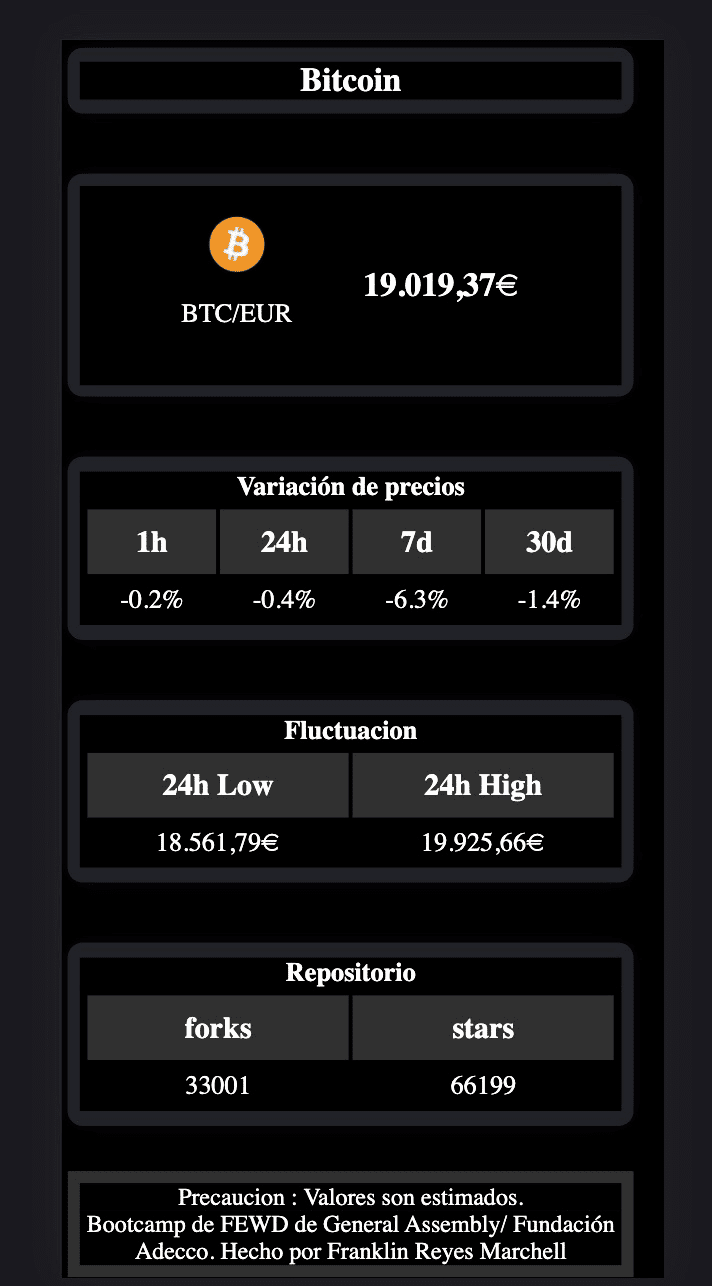 Bitcoin
19.019,37€
BTC/EUR
Variación de precios
1h 24h 7d 30d
-0.2% -0.4% -6.3% -1.4%
Fluctuacion
24h Low 24h High
18.561,79€ 19.925,66€
Repositorio
forks stars
33001 66199
Precaucion : Valores son estimados.
Bootcamp de FEWD de General Assembly/ Fundación
Adecco. Hecho por Franklin Reyes Marchell